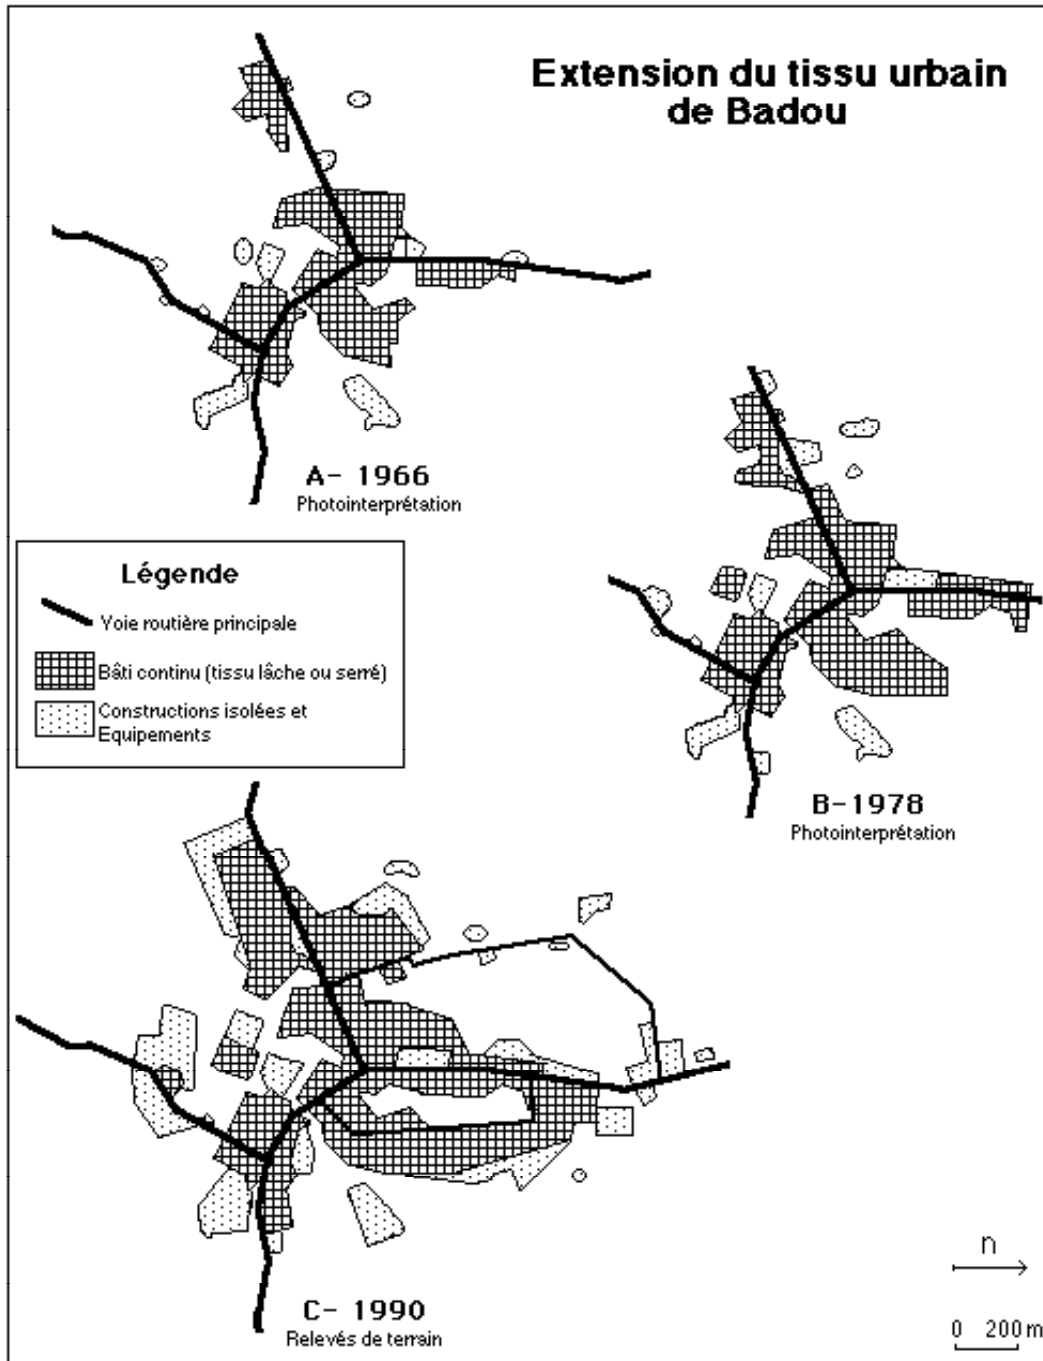 Extension du tissu urbain
de Badou
A- 1966
Photointerprétation
Légende
Voie routière principale
Bâti continu (tissu lâche ou serré)
Constructions isolées et
Equipements
B-1978
Photointerprétation
n
C- 1990
Relevés de terrain
0 200 m